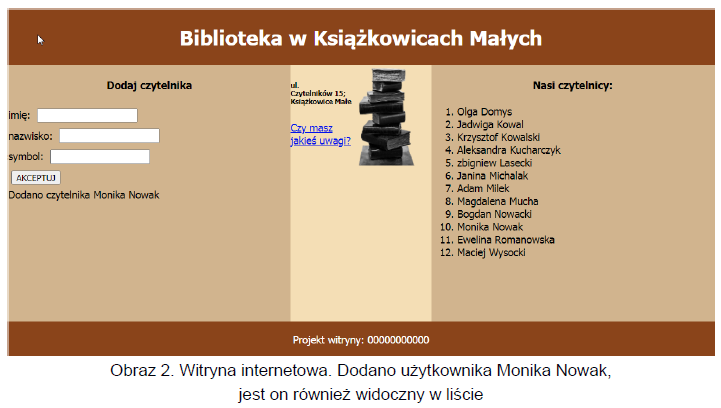 Biblioteka w Książkowicach Małych
Dodaj czytelnika
imię:
nazwisko:
symbol:
AKCEPTUJ
Dodano czytelnika Monika Nowak
ul.
Czytelników 15;
Książkowice Małe
Czy masz
jakieś uwagi?
Nasi czytelnicy:
1. Olga Domys
2. Jadwiga Kowal
3. Krzysztof Kowalski
4. Aleksandra Kucharczyk
5. zbigniew Lasecki
6. Janina Michalak
7. Adam Milek
8. Magdalena Mucha
9. Bogdan Nowacki
10. Monika Nowak
11. Ewelina Romanowska
12. Maciej Wysocki
Projekt witryny: 00000000000
Obraz 2. Witryna internetowa. Dodano użytkownika Monika Nowak,
jest on również widoczny w liście